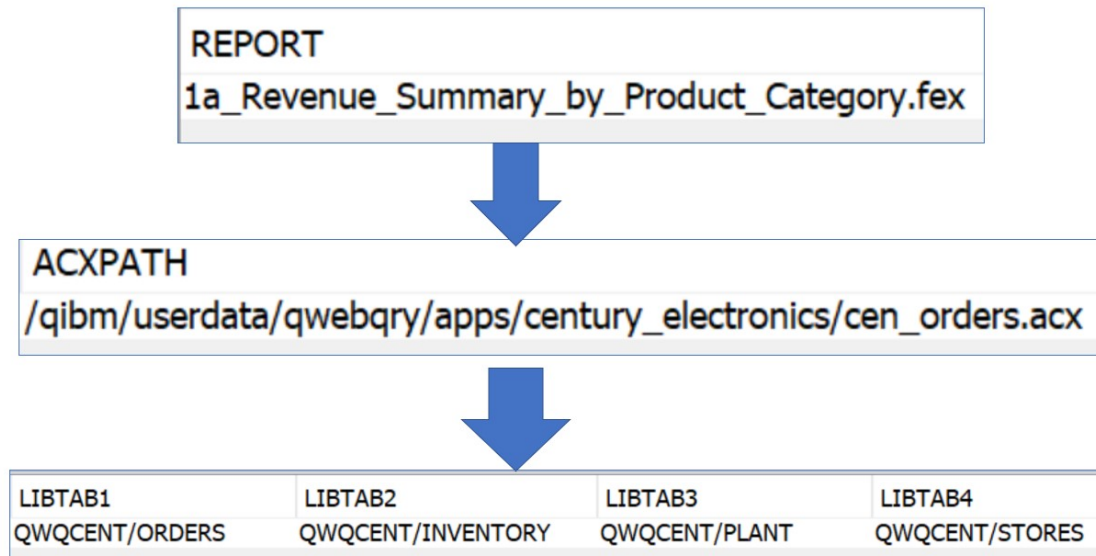 REPORT
1a_Revenue_Summary_by_Product_Category.fex
ACXPATH
/qibm/userdata/qwebqry/apps/century_electronics/cen_orders.acx
LIBTAB1 LIBTAB2 LIBTAB3 LIBTAB4
QWQCENT/ORDERS QWQCENT/INVENTORY QWQCENT/PLANT QWQCENT/STORES